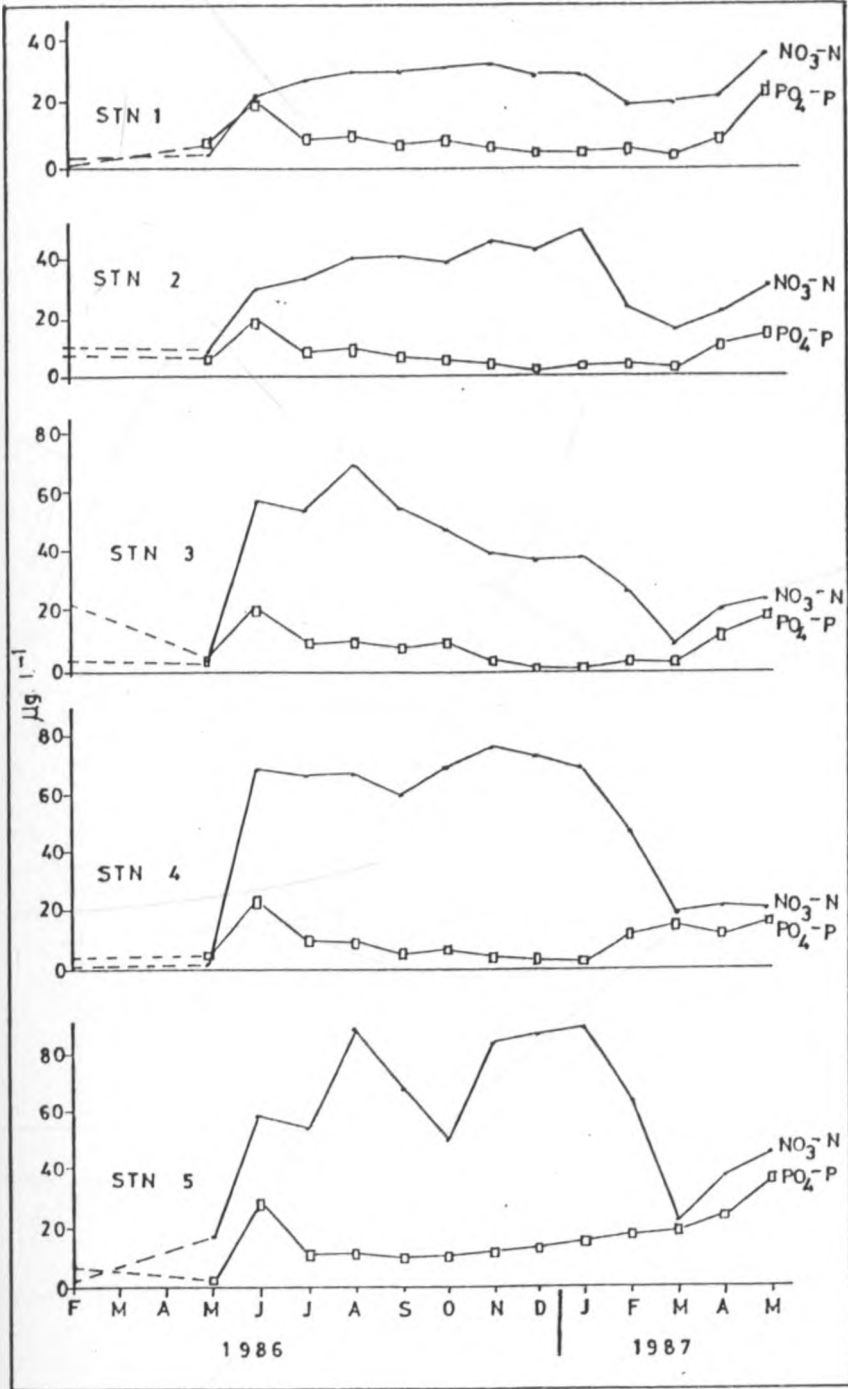 40
20
0
STN 1
NO₃-N
PO₄-P
40
20
0
STN 2
NO₃-N
PO₄-P
80
60
40
20
0
STN 3
NO₃-N
PO₄-P
µg. l⁻¹
80
60
40
20
0
STN 4
NO₃-N
PO₄-P
80
60
40
20
0
STN 5
NO₃-N
PO₄-P
F M A M J J A S O N D J F M A M
1986 1987